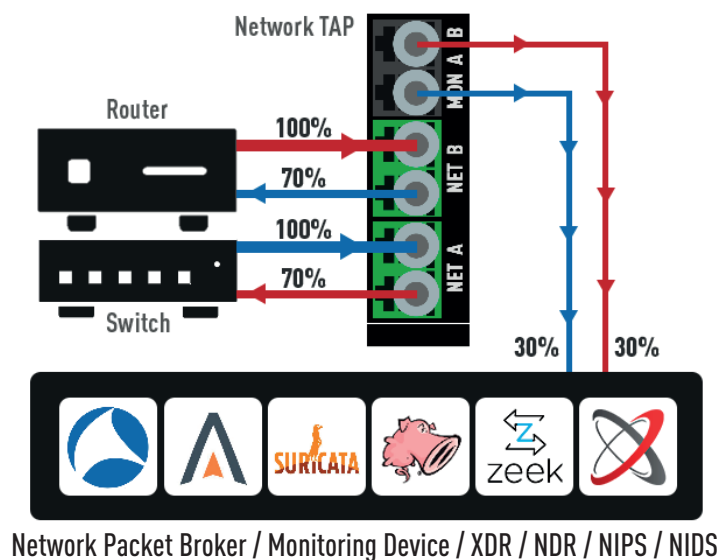 Network TAP
MON A B
Router
100%
70%
NET B
100%
70%
NET A
Switch
30%
30%
SURICATA
Z
zeek
Network Packet Broker / Monitoring Device / XDR / NDR / NIPS / NIDS